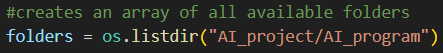 #creates an array of all available folders
folders = os.listdir("AI_project/AI_program")